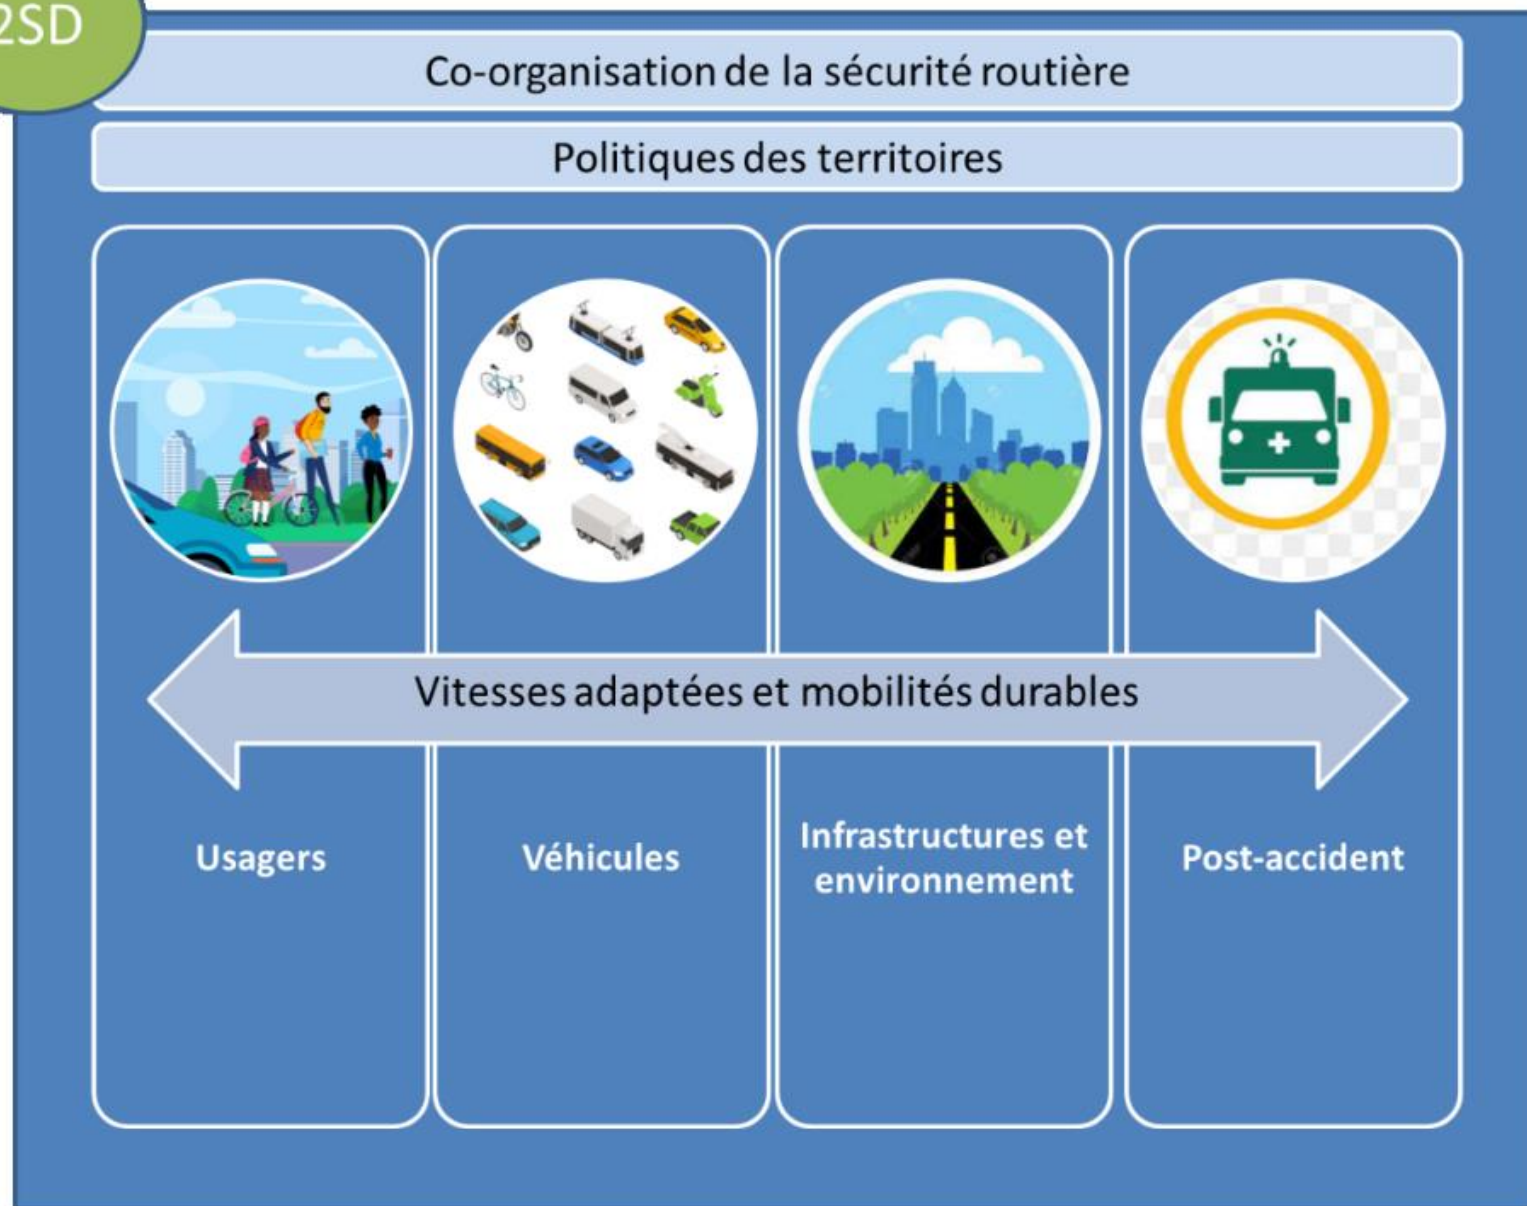 2SD
Co-organisation de la sécurité routière
Politiques des territoires
Vitesses adaptées et mobilités durables
Usagers
Véhicules
Infrastructures et
environnement
Post-accident